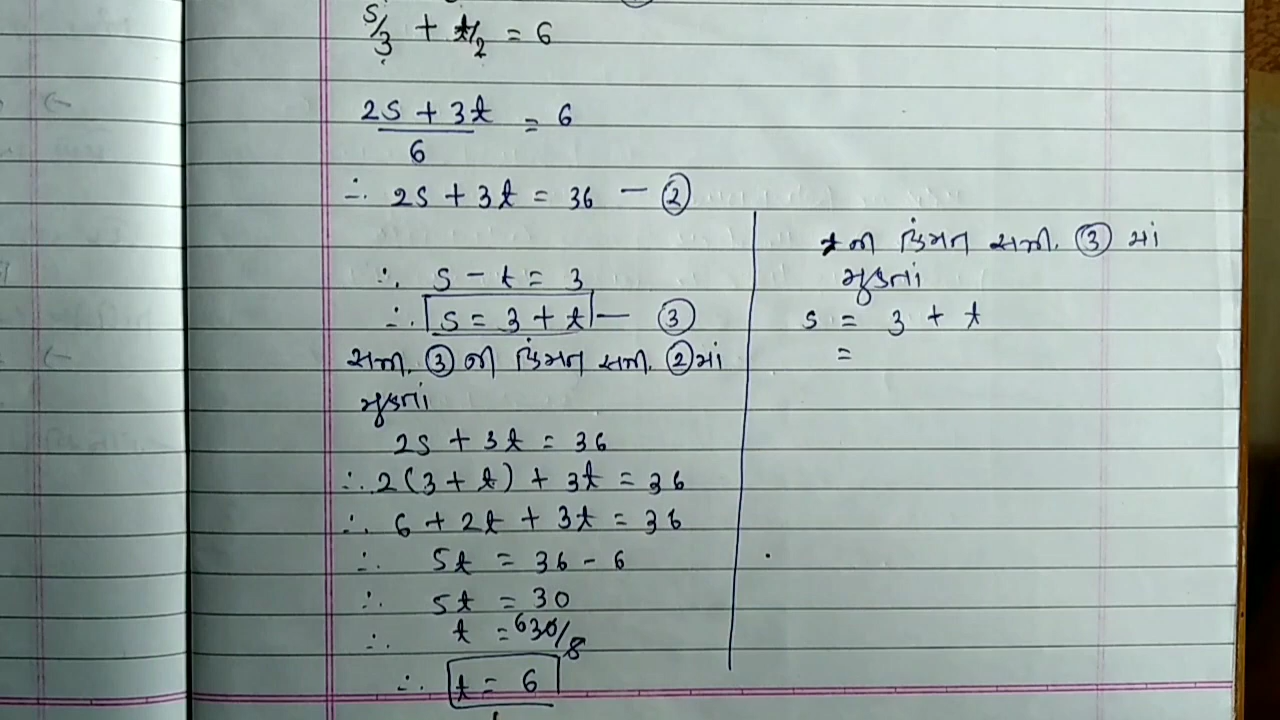 s/3 + t/2 = 6
2s + 3t = 6
6
∴ 2s + 3t = 36 — ②
∴ s - t = 3
∴ s = 3 + t — ③
સમી. ③ ની કિંમત સમી. ② માં
મૂકતાં
2s + 3t = 36
∴ 2(3 + t) + 3t = 36
∴ 6 + 2t + 3t = 36
∴ 5t = 36 - 6
∴ 5t = 30
∴ t = 6 30/5
∴ t = 6
t ની કિંમત સમી. ③ માં
મૂકતાં
s = 3 + t
=